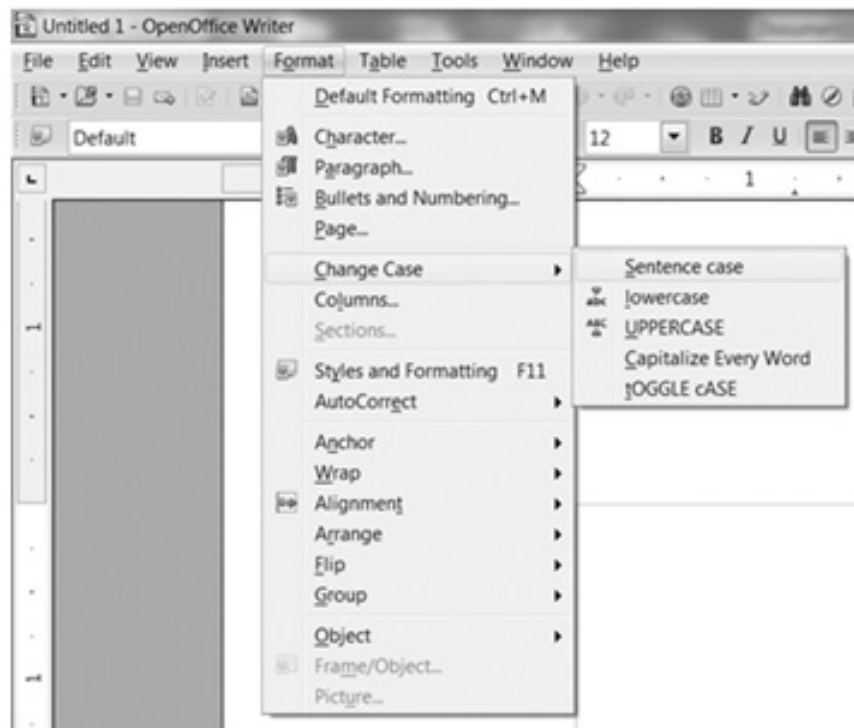 Untitled 1 - OpenOffice Writer
File Edit View Insert Format Table Tools Window Help
Default Formatting Ctrl+M
Default
12
B I U
Character...
Paragraph...
1
Bullets and Numbering...
Page...
Change Case
Sentence case
Columns...
lowercase
Sections...
UPPERCASE
Capitalize Every Word
tOGGLE cASE
Styles and Formatting F11
AutoCorrect
Anchor
Wrap
Alignment
Arrange
Flip
Group
Object
Frame/Object...
Picture...
1
1